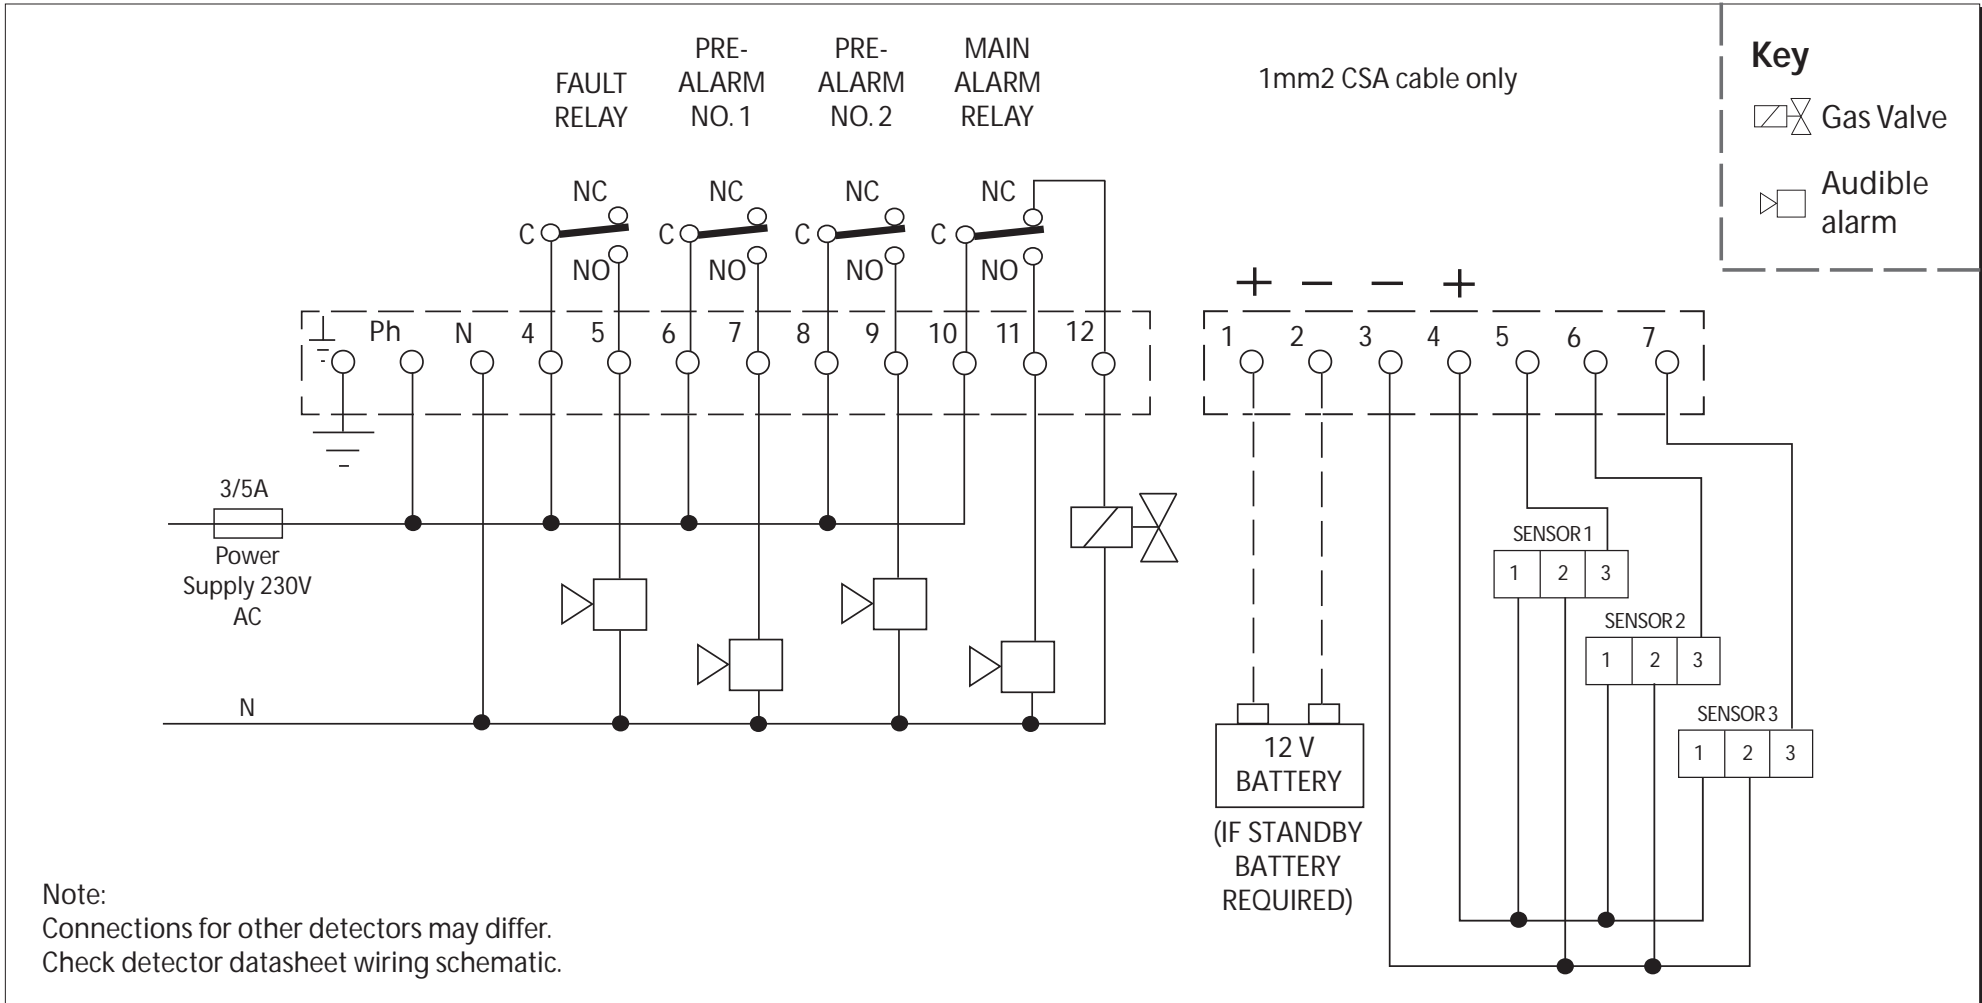 FAULT
RELAY
PRE-
ALARM
NO. 1
PRE-
ALARM
NO. 2
MAIN
ALARM
RELAY
1mm2 CSA cable only
Key
Gas Valve
Audible
alarm
NC
NC
NC
NC
C
C
C
C
NO
NO
NO
NO
+ − − +
Ph N 4 5 6 7 8 9 10 11 12
1 2 3 4 5 6 7
3/5A
Power
Supply 230V
AC
N
SENSOR 1
1 2 3
SENSOR 2
1 2 3
SENSOR 3
1 2 3
12 V
BATTERY
(IF STANDBY
BATTERY
REQUIRED)
Note:
Connections for other detectors may differ.
Check detector datasheet wiring schematic.